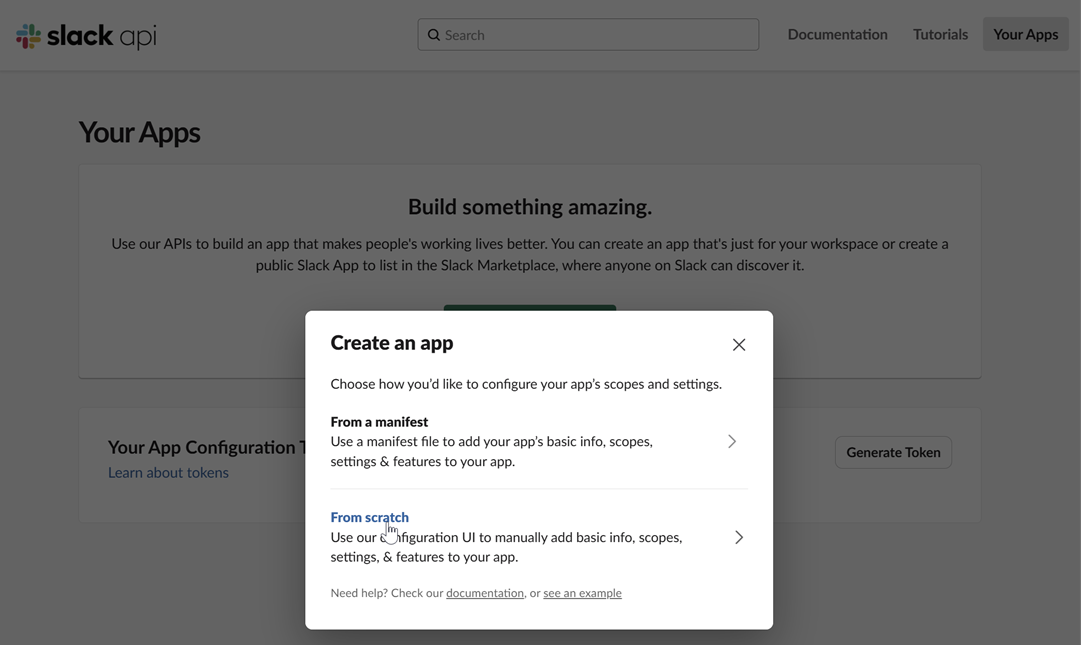 slack api
Search
Documentation
Tutorials
Your Apps
Your Apps
Build something amazing.
Use our APIs to build an app that makes people's working lives better. You can create an app that's just for your workspace or create a
public Slack App to list in the Slack Marketplace, where anyone on Slack can discover it.
Create an app
Choose how you’d like to configure your app’s scopes and settings.
From a manifest
Use a manifest file to add your app’s basic info, scopes,
settings & features to your app.
From scratch
Use our configuration UI to manually add basic info, scopes,
settings, & features to your app.
Need help? Check our documentation, or see an example
Your App Configuration T
Learn about tokens
Generate Token